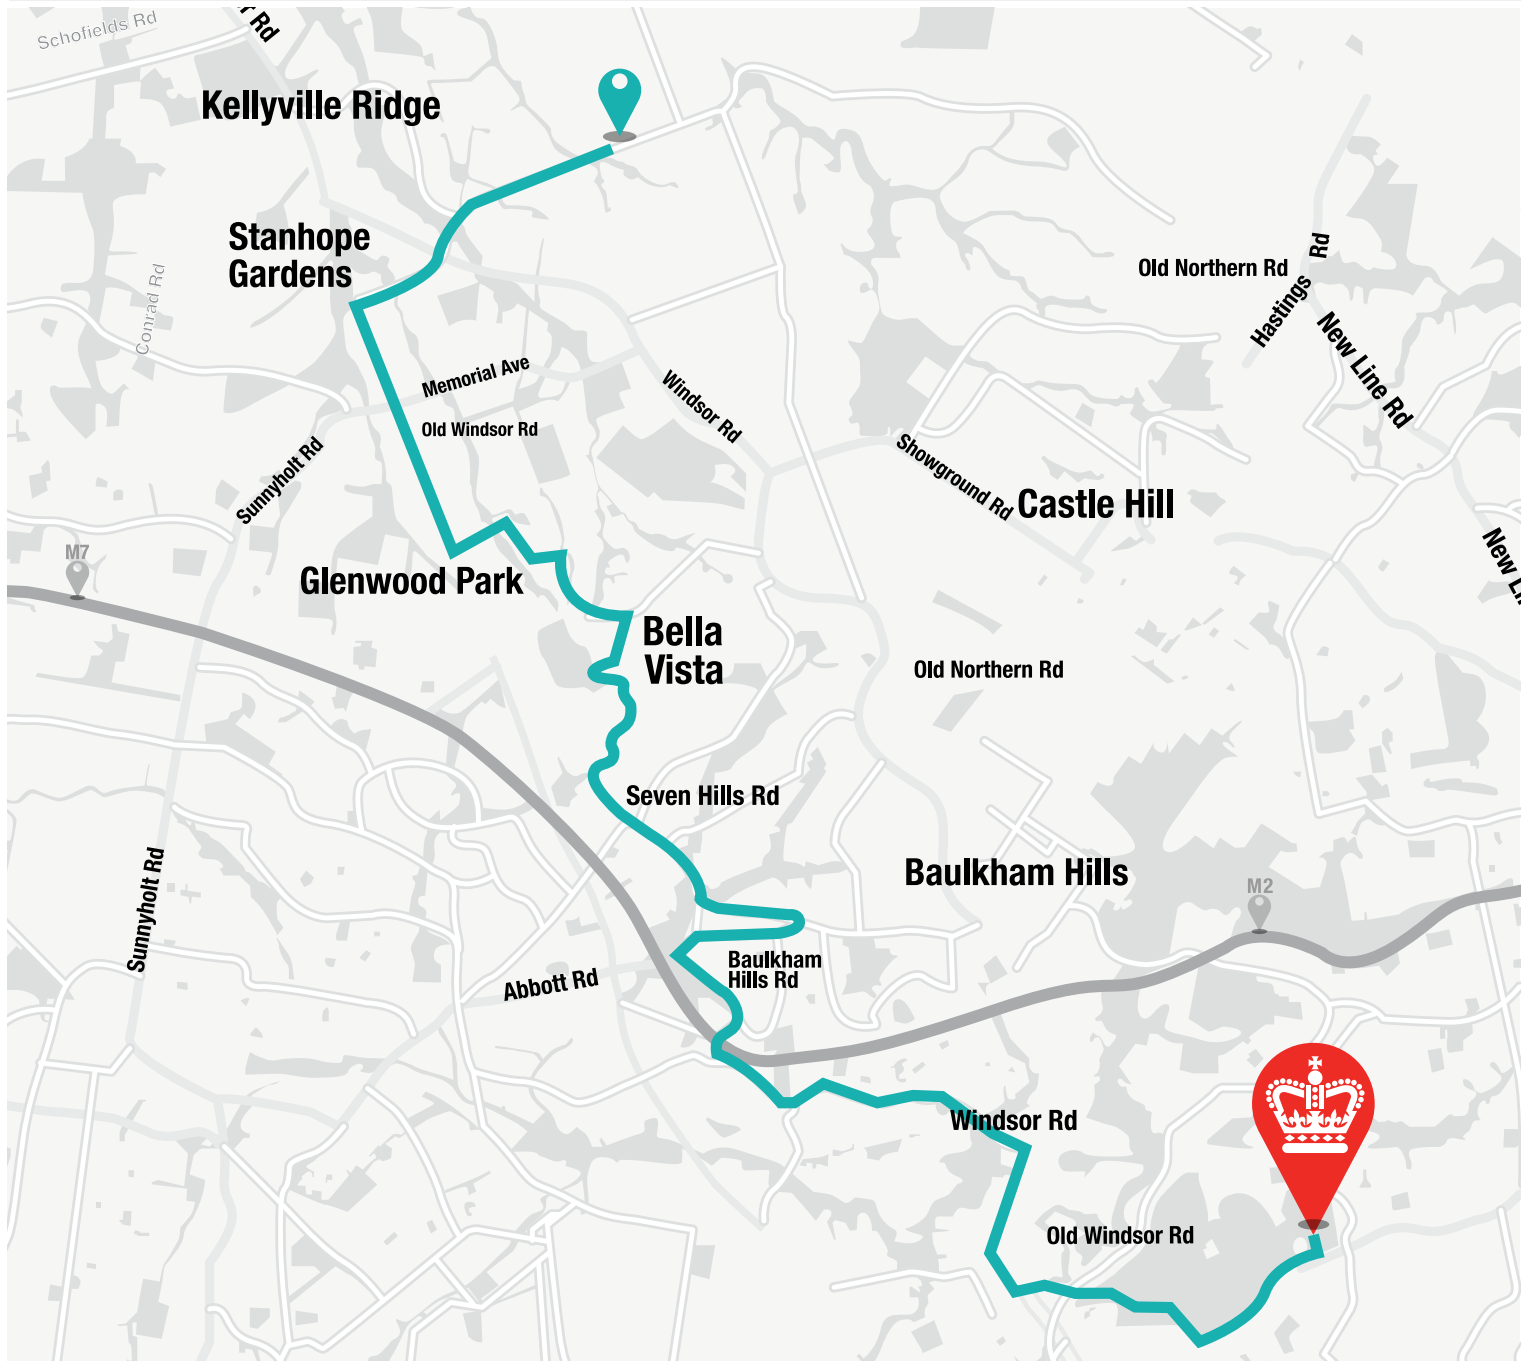 Schofields Rd
Rd
Kellyville Ridge
Stanhope
Gardens
Conrad Rd
Old Northern Rd
Hastings Rd
New Line Rd
Memorial Ave
Windsor Rd
Old Windsor Rd
Sunnyholt Rd
Showground Rd
Castle Hill
M7
Glenwood Park
New
Bella
Vista
Old Northern Rd
Seven Hills Rd
Sunnyholt Rd
Baulkham Hills
M2
Baulkham
Hills Rd
Abbott Rd
Windsor Rd
Old Windsor Rd